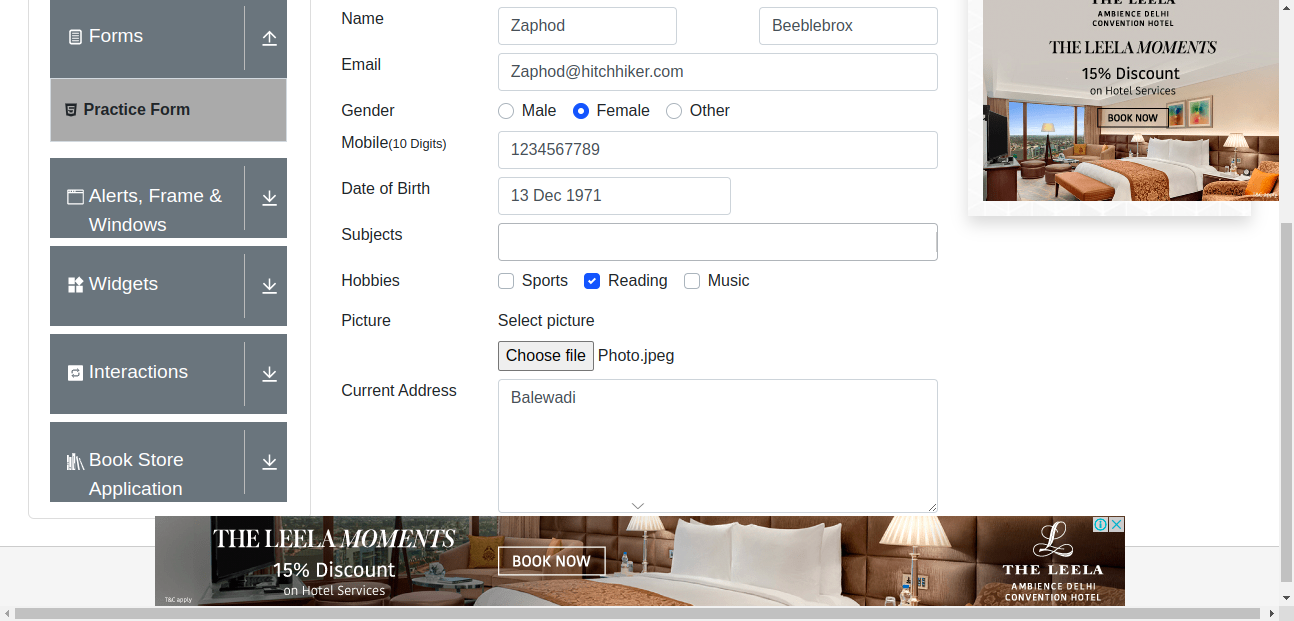 Forms
Practice Form
Alerts, Frame &
Windows
Widgets
Interactions
Book Store
Application
Name
Zaphod
Beeblebrox
Email
Zaphod@hitchhiker.com
Gender
Male
Female
Other
Mobile(10 Digits)
1234567789
Date of Birth
13 Dec 1971
Subjects
Hobbies
Sports
Reading
Music
Picture
Select picture
Choose file Photo.jpeg
Current Address
Balewadi
THE LEELA
AMBIENCE DELHI
CONVENTION HOTEL
THE LEELA MOMENTS
15% Discount
on Hotel Services
BOOK NOW
T&C apply
THE LEELA MOMENTS
15% Discount
on Hotel Services
T&C apply
BOOK NOW
THE LEELA
AMBIENCE DELHI
CONVENTION HOTEL